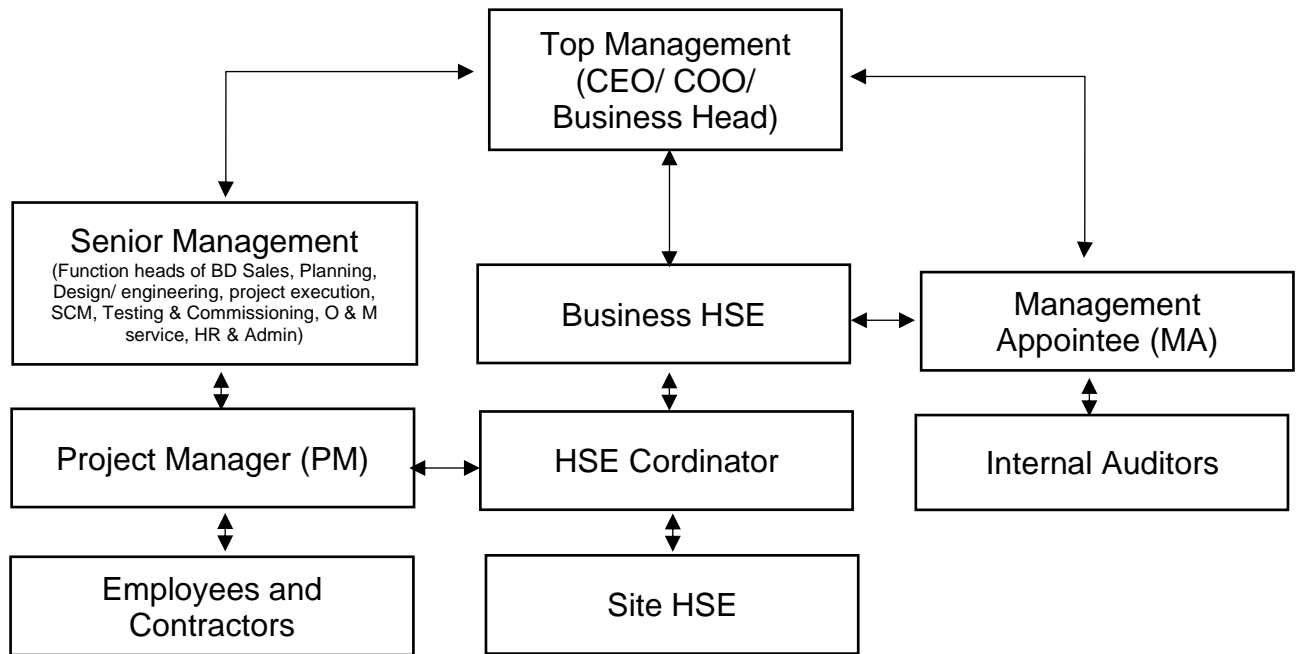 Top Management
(CEO/ COO/
Business Head)
Senior Management
(Function heads of BD Sales, Planning,
Design/ engineering, project execution,
SCM, Testing & Commissioning, O & M
service, HR & Admin)
Business HSE
Management
Appointee (MA)
Project Manager (PM)
HSE Cordinator
Internal Auditors
Employees and
Contractors
Site HSE